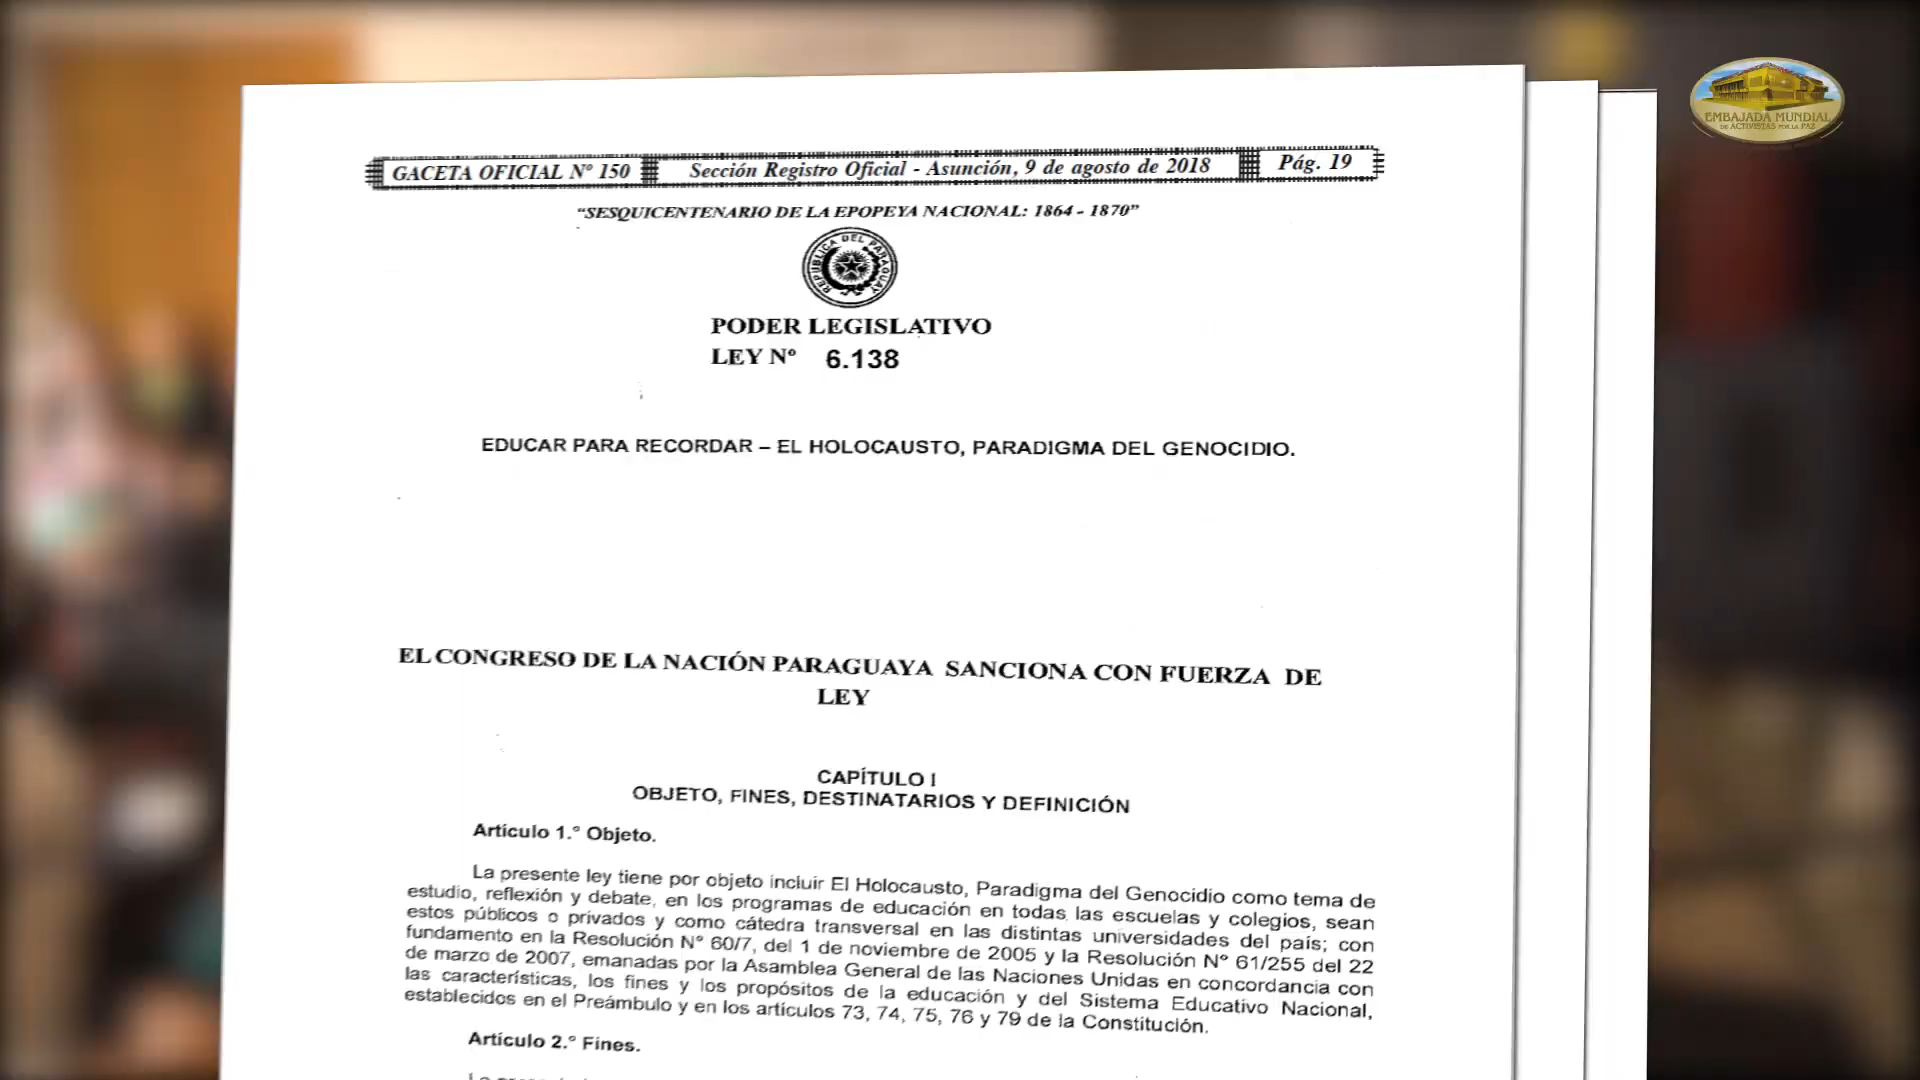 EMBAJADA MUNDIAL
DE ACTIVISTAS POR LA PAZ
GACETA OFICIAL Nº 150
Sección Registro Oficial - Asunción, 9 de agosto de 2018
Pág. 19
“SESQUICENTENARIO DE LA EPOPEYA NACIONAL: 1864 - 1870”
REPUBLICA DEL PARAGUAY
PODER LEGISLATIVO
LEY Nº 6.138
EDUCAR PARA RECORDAR – EL HOLOCAUSTO, PARADIGMA DEL GENOCIDIO.
EL CONGRESO DE LA NACIÓN PARAGUAYA SANCIONA CON FUERZA DE
LEY
CAPÍTULO I
OBJETO, FINES, DESTINATARIOS Y DEFINICIÓN
Artículo 1.° Objeto.
La presente ley tiene por objeto incluir El Holocausto, Paradigma del Genocidio como tema de
estudio, reflexión y debate, en los programas de educación en todas las escuelas y colegios, sean
estos públicos o privados y como cátedra transversal en las distintas universidades del país; con
fundamento en la Resolución N° 60/7, del 1 de noviembre de 2005 y la Resolución N° 61/255 del 22
de marzo de 2007, emanadas por la Asamblea General de las Naciones Unidas en concordancia con
las características, los fines y los propósitos de la educación y del Sistema Educativo Nacional,
establecidos en el Preámbulo y en los artículos 73, 74, 75, 76 y 79 de la Constitución.
Artículo 2.° Fines.